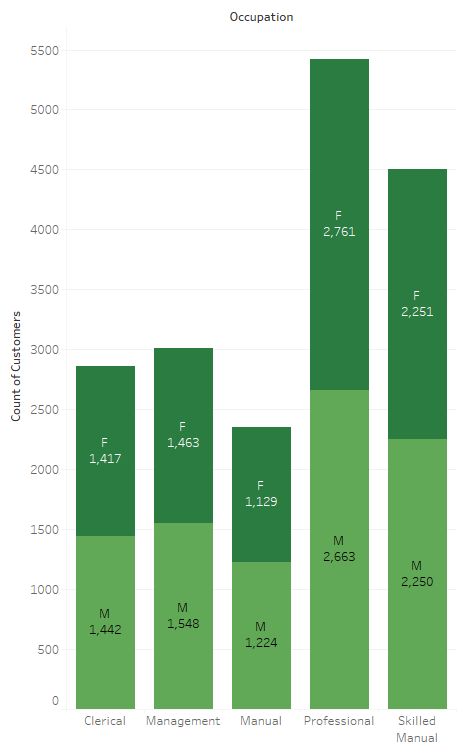 Occupation
5500
5000
4500
4000
3500
3000
2500
2000
1500
1000
500
0
Count of Customers
F
1,417
M
1,442
F
1,463
M
1,548
F
1,129
M
1,224
F
2,761
M
2,663
F
2,251
M
2,250
Clerical
Management
Manual
Professional
Skilled
Manual